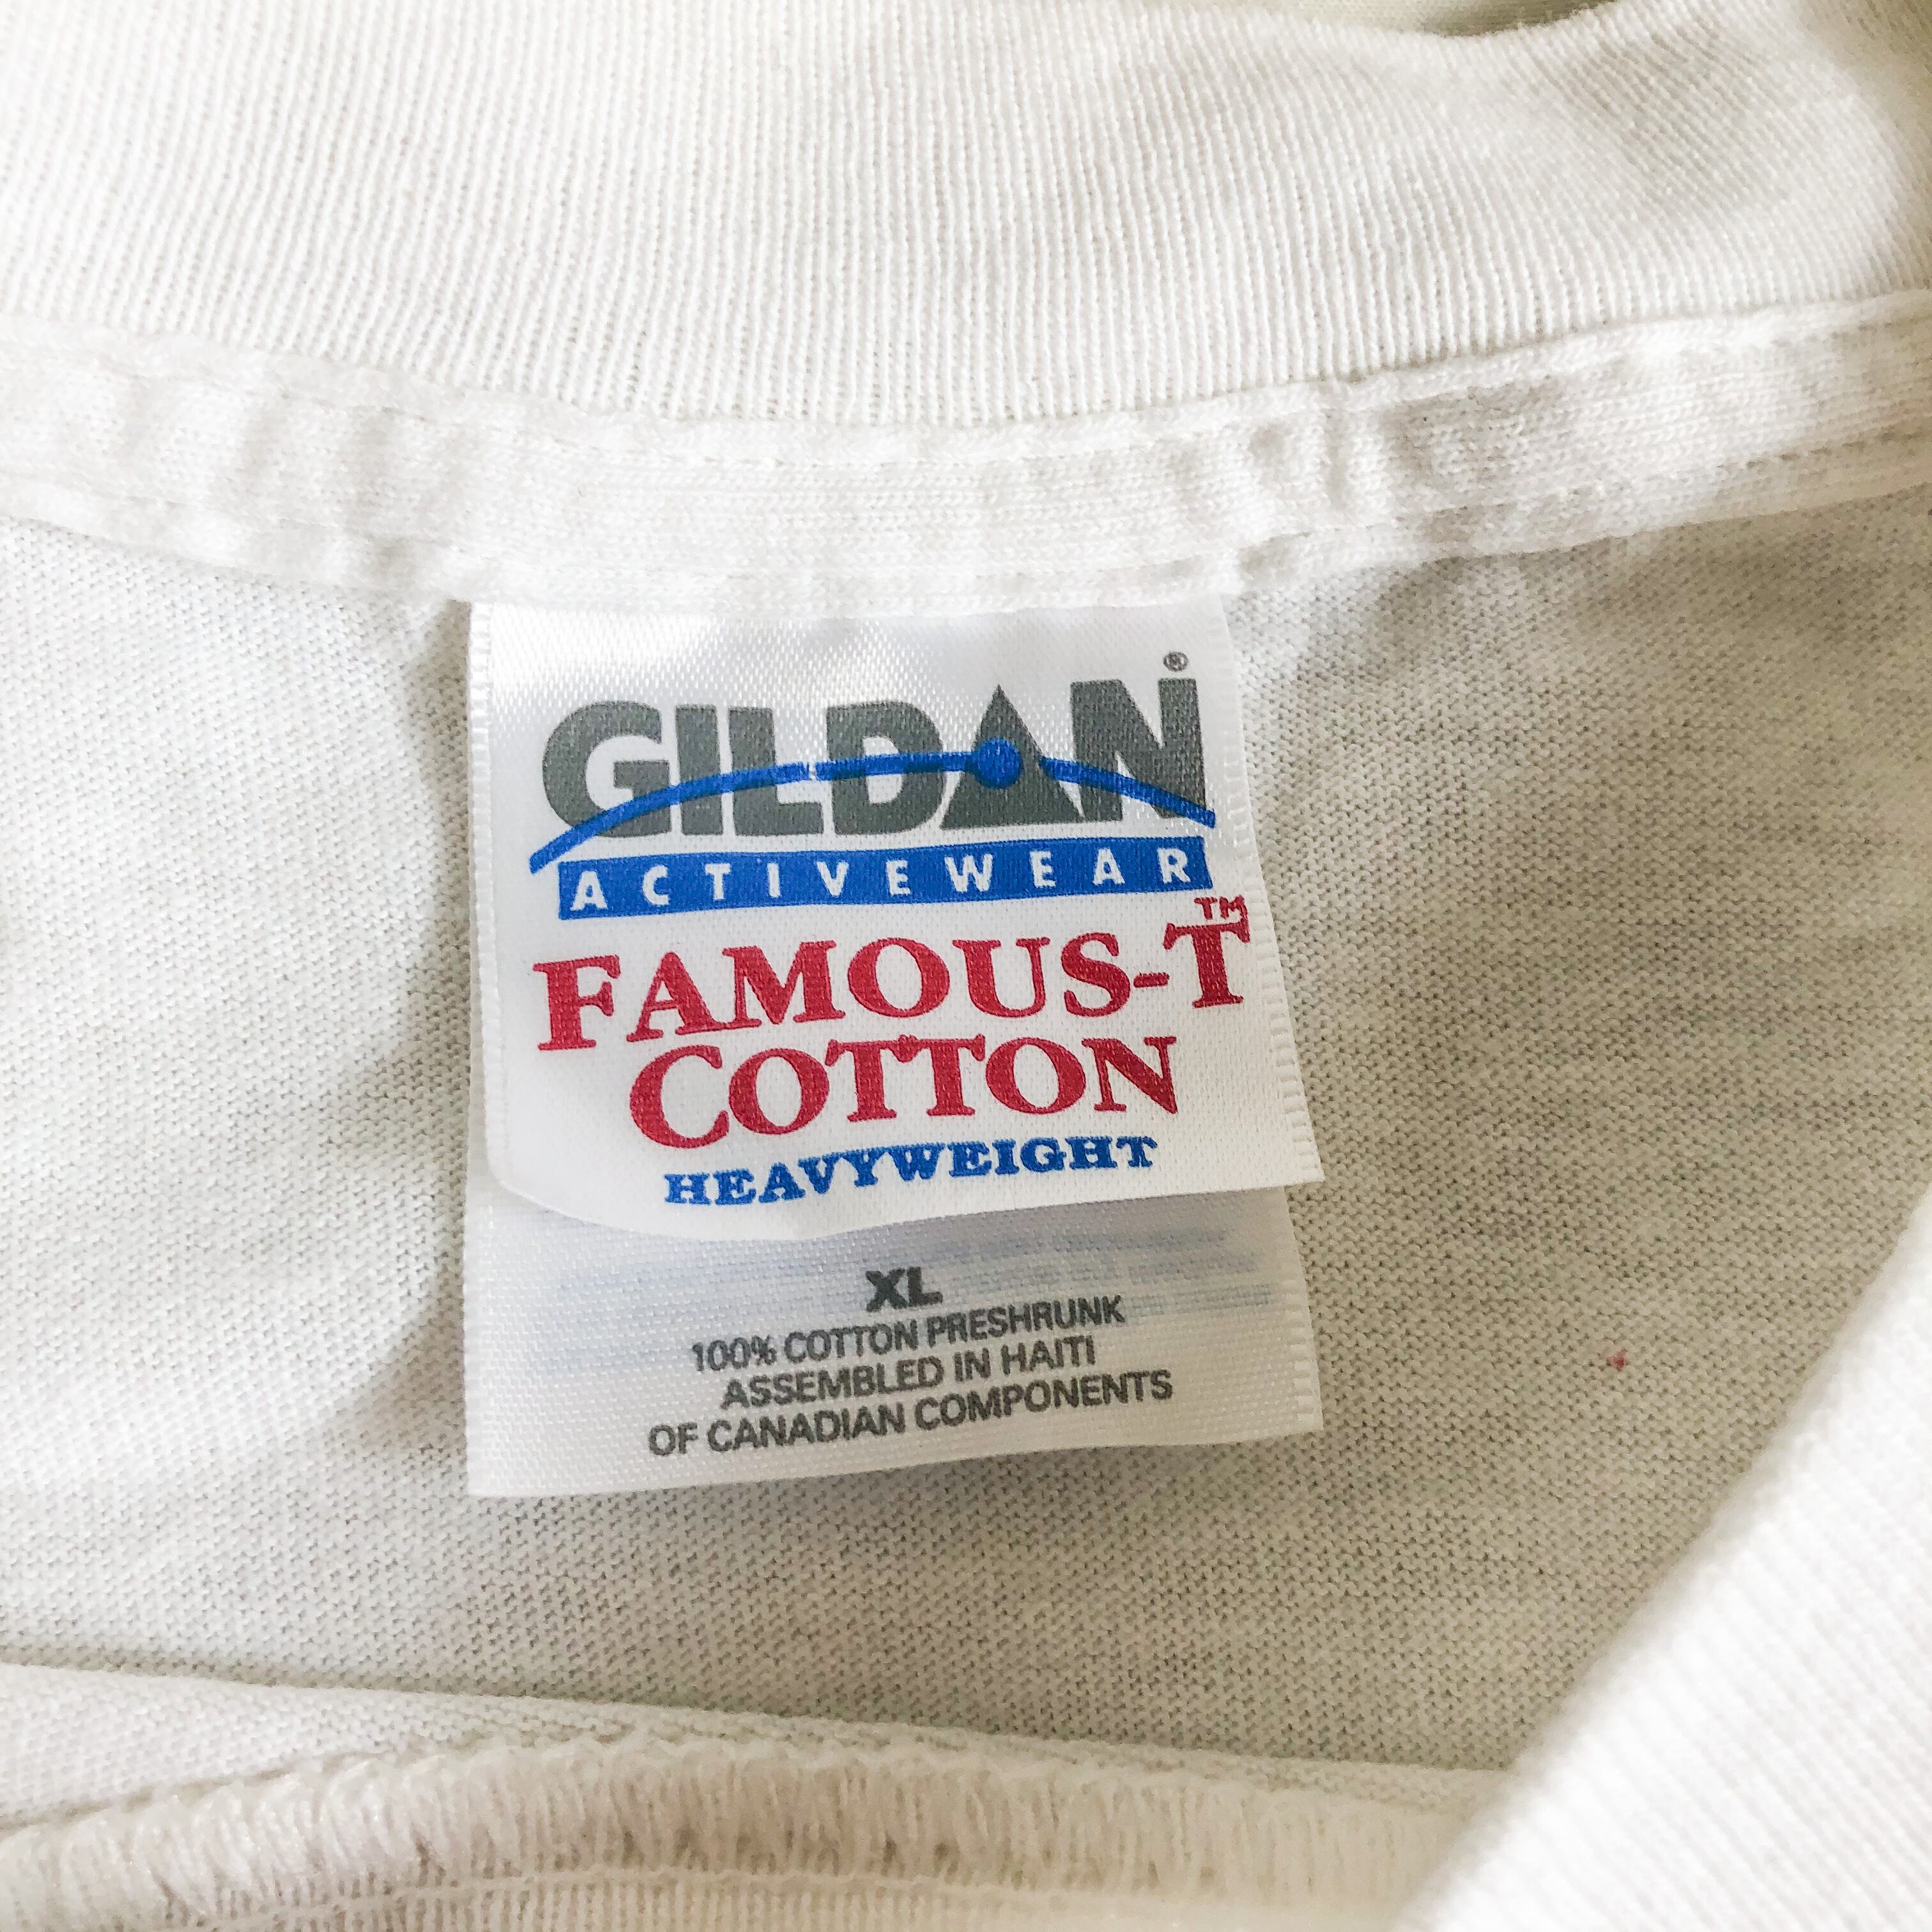 GILDAN®
ACTIVEWEAR
FAMOUS-T™
COTTON
HEAVYWEIGHT
XL
100% COTTON PRESHRUNK
ASSEMBLED IN HAITI
OF CANADIAN COMPONENTS